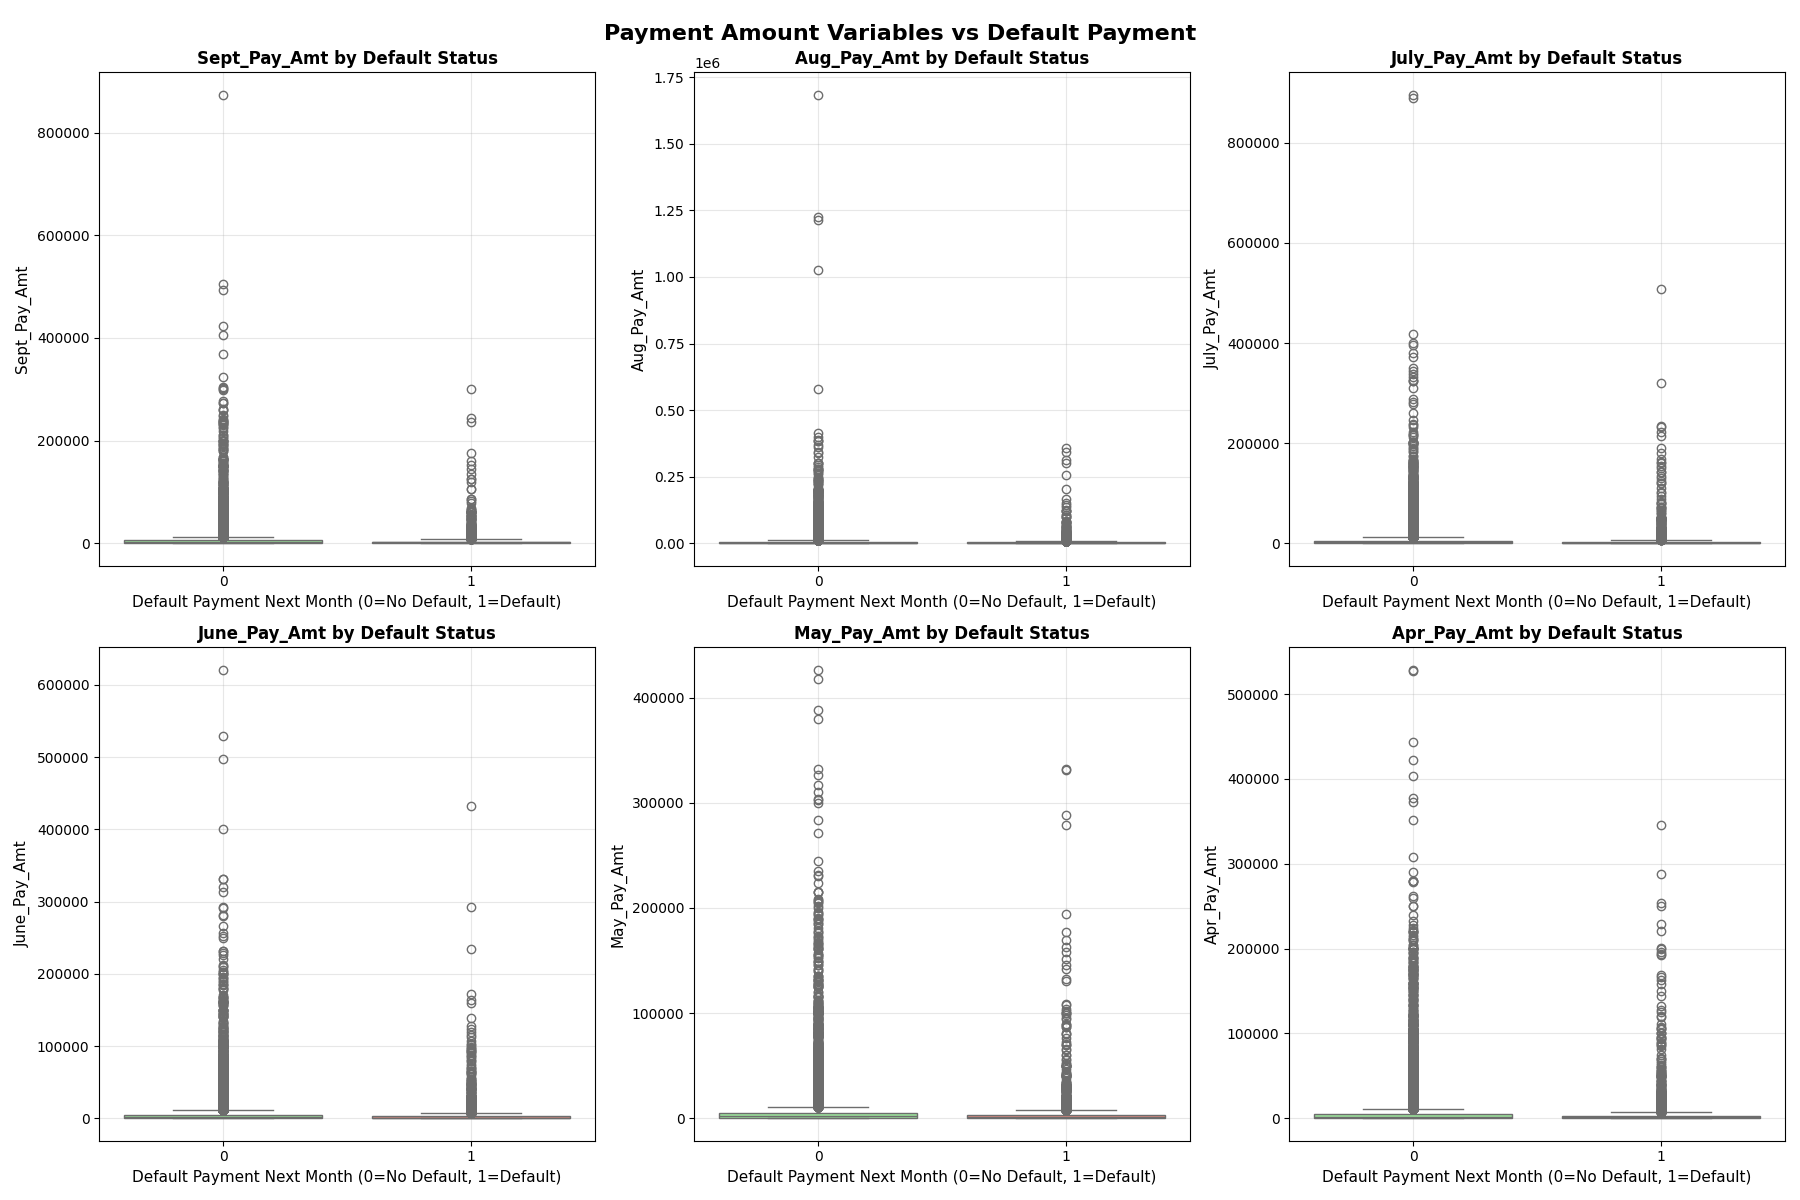 Payment Amount Variables vs Default Payment
Sept_Pay_Amt by Default Status
Sept_Pay_Amt
800000
600000
400000
200000
0
0 1
Default Payment Next Month (0=No Default, 1=Default)
Aug_Pay_Amt by Default Status
1e6
Aug_Pay_Amt
1.75
1.50
1.25
1.00
0.75
0.50
0.25
0.00
0 1
Default Payment Next Month (0=No Default, 1=Default)
July_Pay_Amt by Default Status
July_Pay_Amt
800000
600000
400000
200000
0
0 1
Default Payment Next Month (0=No Default, 1=Default)
June_Pay_Amt by Default Status
June_Pay_Amt
600000
500000
400000
300000
200000
100000
0
0 1
Default Payment Next Month (0=No Default, 1=Default)
May_Pay_Amt by Default Status
May_Pay_Amt
400000
300000
200000
100000
0
0 1
Default Payment Next Month (0=No Default, 1=Default)
Apr_Pay_Amt by Default Status
Apr_Pay_Amt
500000
400000
300000
200000
100000
0
0 1
Default Payment Next Month (0=No Default, 1=Default)